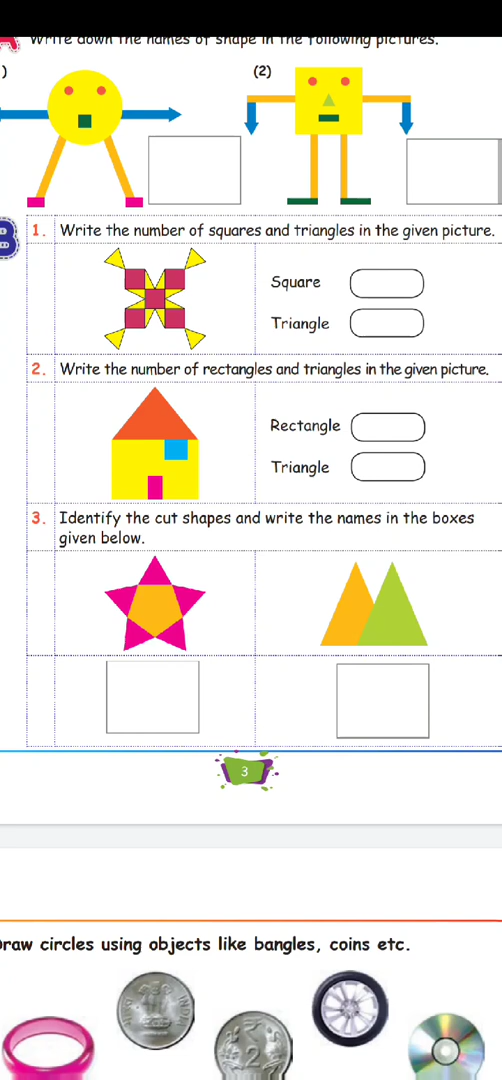 Write down the names of shape in the following pictures.
)
(2)
B
1. Write the number of squares and triangles in the given picture.
Square
Triangle
2. Write the number of rectangles and triangles in the given picture.
Rectangle
Triangle
3. Identify the cut shapes and write the names in the boxes
given below.
3
raw circles using objects like bangles, coins etc.
INDIA
₹
2